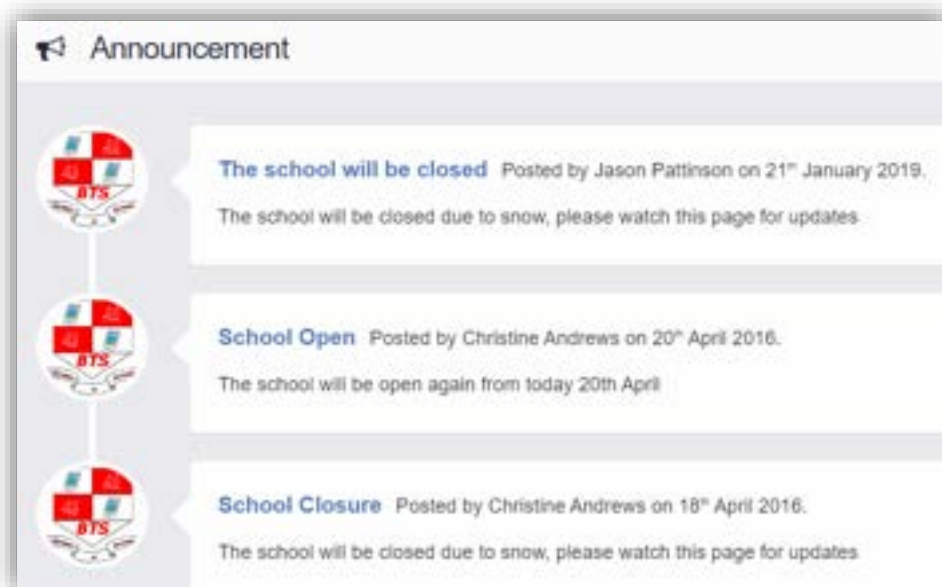 Announcement
The school will be closed Posted by Jason Pattinson on 21st January 2019.
The school will be closed due to snow, please watch this page for updates
BTS
School Open Posted by Christine Andrews on 20th April 2016.
The school will be open again from today 20th April
BTS
School Closure Posted by Christine Andrews on 18th April 2016.
The school will be closed due to snow, please watch this page for updates
BTS